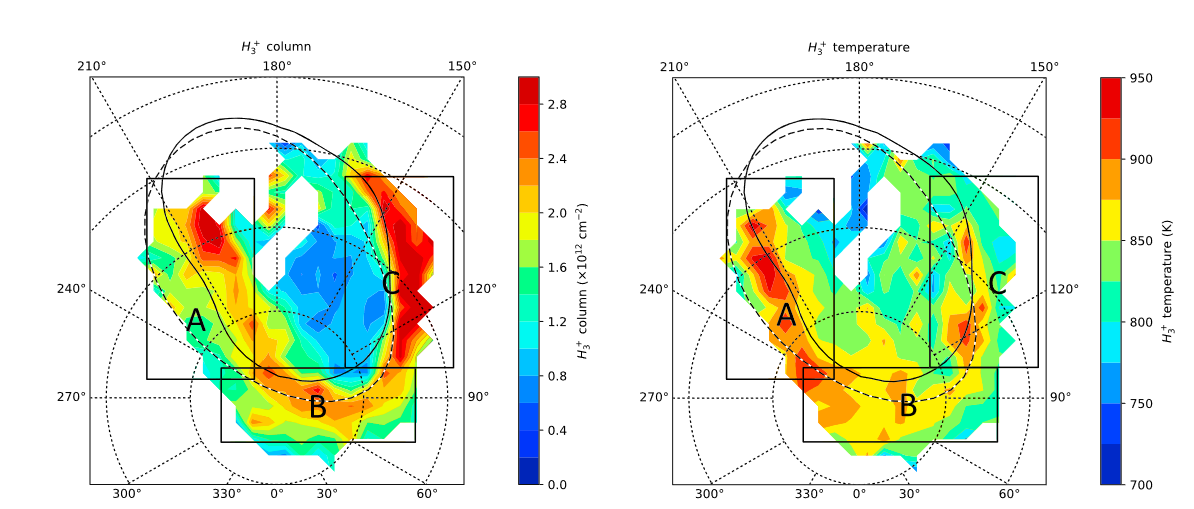 H₃⁺ column
210° 180° 150°
240° 120°
270° 90°
300° 330° 0° 30° 60°
A
B
C
2.8
2.4
2.0
1.6
1.2
0.8
0.4
0.0
H₃⁺ column (×10¹² cm⁻²)
H₃⁺ temperature
210° 180° 150°
240° 120°
270° 90°
300° 330° 0° 30° 60°
A
B
C
950
900
850
800
750
700
H₃⁺ temperature (K)